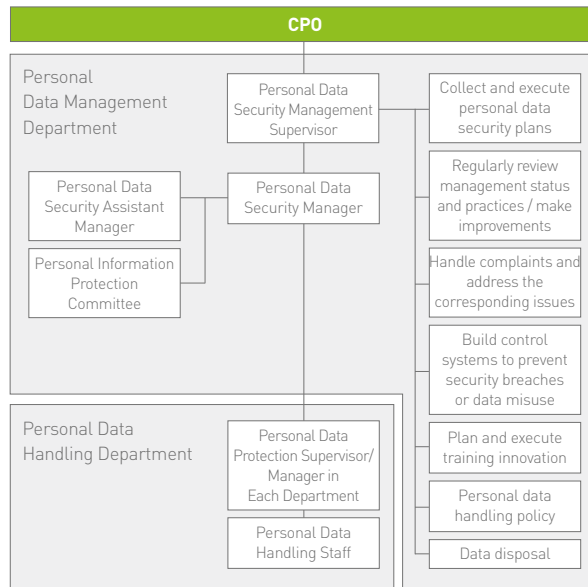 CPO
Personal
Data Management
Department
Personal Data
Security Management
Supervisor
Personal Data
Security Assistant
Manager
Personal Data
Security Manager
Personal Information
Protection
Committee
Collect and execute
personal data
security plans
Regularly review
management status
and practices / make
improvements
Handle complaints and
address the
corresponding issues
Build control
systems to prevent
security breaches
or data misuse
Plan and execute
training innovation
Personal data
handling policy
Data disposal
Personal Data
Handling Department
Personal Data
Protection Supervisor/
Manager in
Each Department
Personal Data
Handling Staff